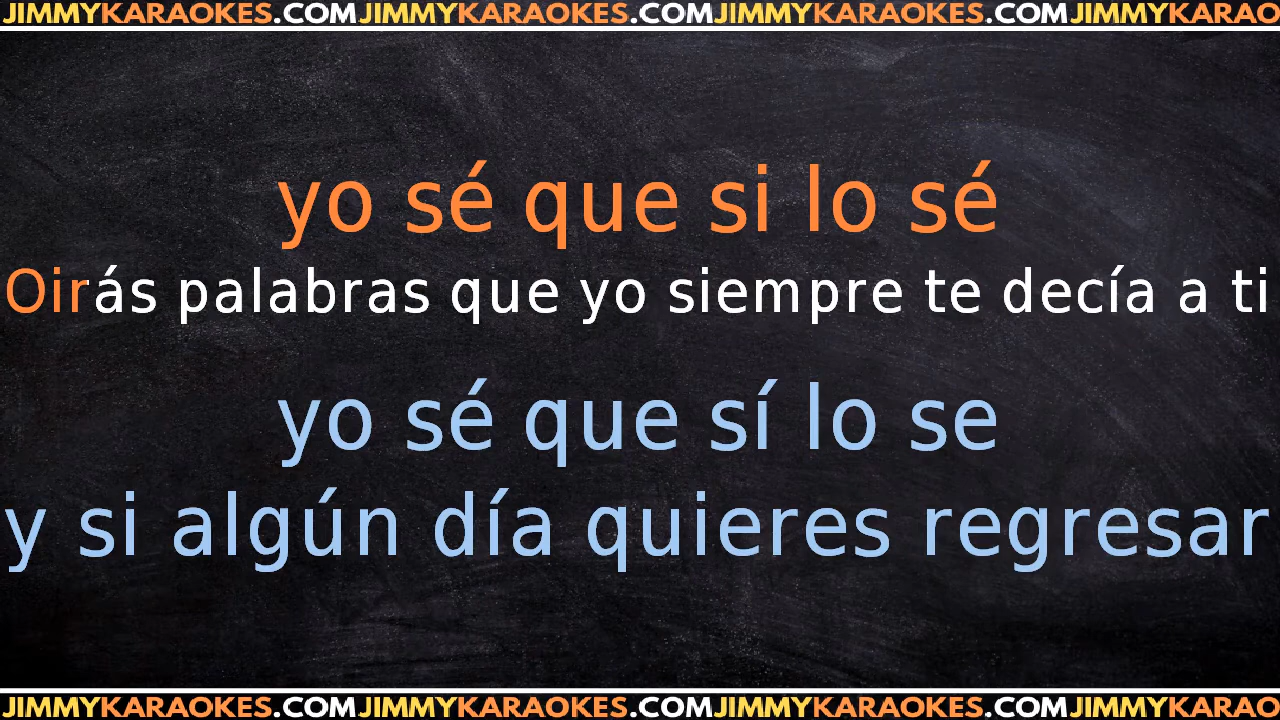 JIMMYKARAOKES.COMJIMMYKARAOKES.COMJIMMYKARAOKES.COMJIMMYKARAO
yo sé que si lo sé
Oirás palabras que yo siempre te decía a ti
yo sé que sí lo se
y si algún día quieres regresar
JIMMYKARAOKES.COMJIMMYKARAOKES.COMJIMMYKARAOKES.COMJIMMYKARAO